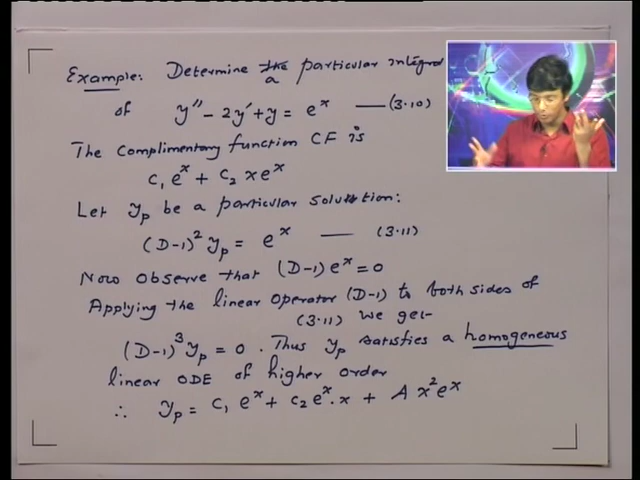 Example: Determine the a particular integral
of y'' - 2y' + y = e^x —— (3.10)
The complimentary function CF is
c₁e^x + c₂ x e^x
Let y_p be a particular solution:
(D-1)² y_p = e^x —— (3.11)
Now observe that (D-1)e^x = 0
Applying the linear operator (D-1) to both sides of
(3.11) we get
(D-1)³ y_p = 0. Thus y_p satisfies a homogeneous
linear ODE of higher order
∴ y_p = c₁ e^x + c₂ e^x . x + A x² e^x